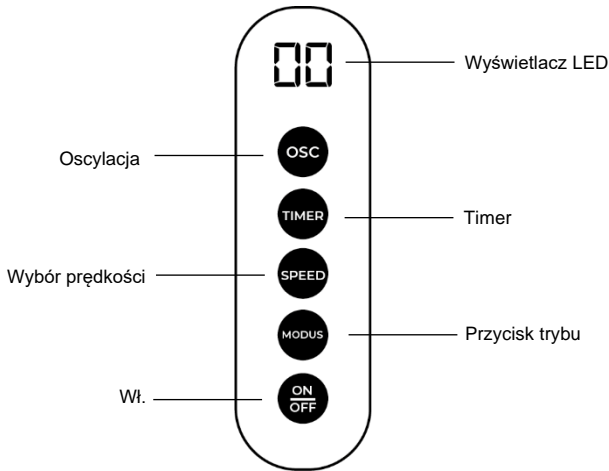 00
Wyświetlacz LED
OSC
Oscylacja
TIMER
Timer
SPEED
Wybór prędkości
MODUS
Przycisk trybu
Wł.
ON
OFF